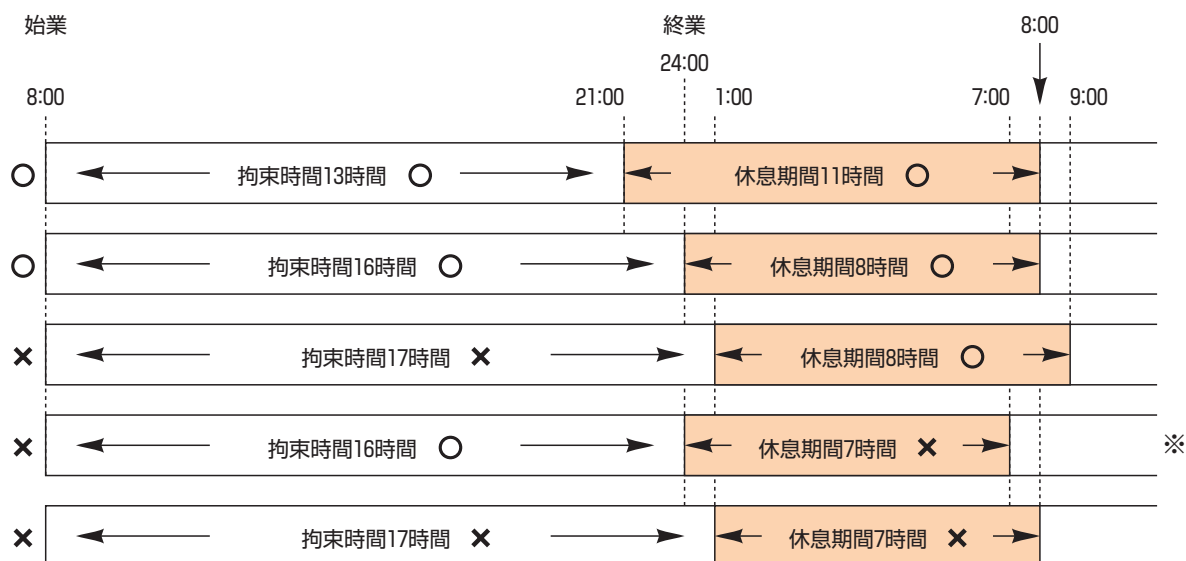 始業 終業 8:00
24:00
8:00 21:00 1:00 7:00 9:00
○ 拘束時間13時間 ○ 休息期間11時間 ○
○ 拘束時間16時間 ○ 休息期間8時間 ○
× 拘束時間17時間 × 休息期間8時間 ○
× 拘束時間16時間 ○ 休息期間7時間 × ※
× 拘束時間17時間 × 休息期間7時間 ×